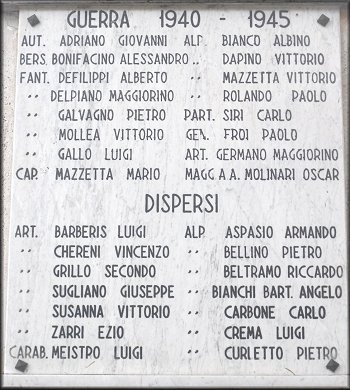 GUERRA 1940 - 1945
AUT. ADRIANO GIOVANNI ALP. BIANCO ALBINO
BERS. BONIFACINO ALESSANDRO .. DAPINO VITTORIO
FANT. DEFILIPPI ALBERTO .. MAZZETTA VITTORIO
.. DELPIANO MAGGIORINO .. ROLANDO PAOLO
.. GALVAGNO PIETRO PART. SIRI CARLO
.. MOLLEA VITTORIO GEN. FROI PAOLO
.. GALLO LUIGI ART. GERMANO MAGGIORINO
CAP. MAZZETTA MARIO MAGG. A A. MOLINARI OSCAR
DISPERSI
ART. BARBERIS LUIGI ALP. ASPASIO ARMANDO
.. CHERENI VINCENZO .. BELLINO PIETRO
.. GRILLO SECONDO .. BELTRAMO RICCARDO
.. SUGLIANO GIUSEPPE .. BIANCHI BART. ANGELO
.. SUSANNA VITTORIO .. CARBONE CARLO
.. ZARRI EZIO .. CREMA LUIGI
CARAB. MEISTRO LUIGI .. CURLETTO PIETRO